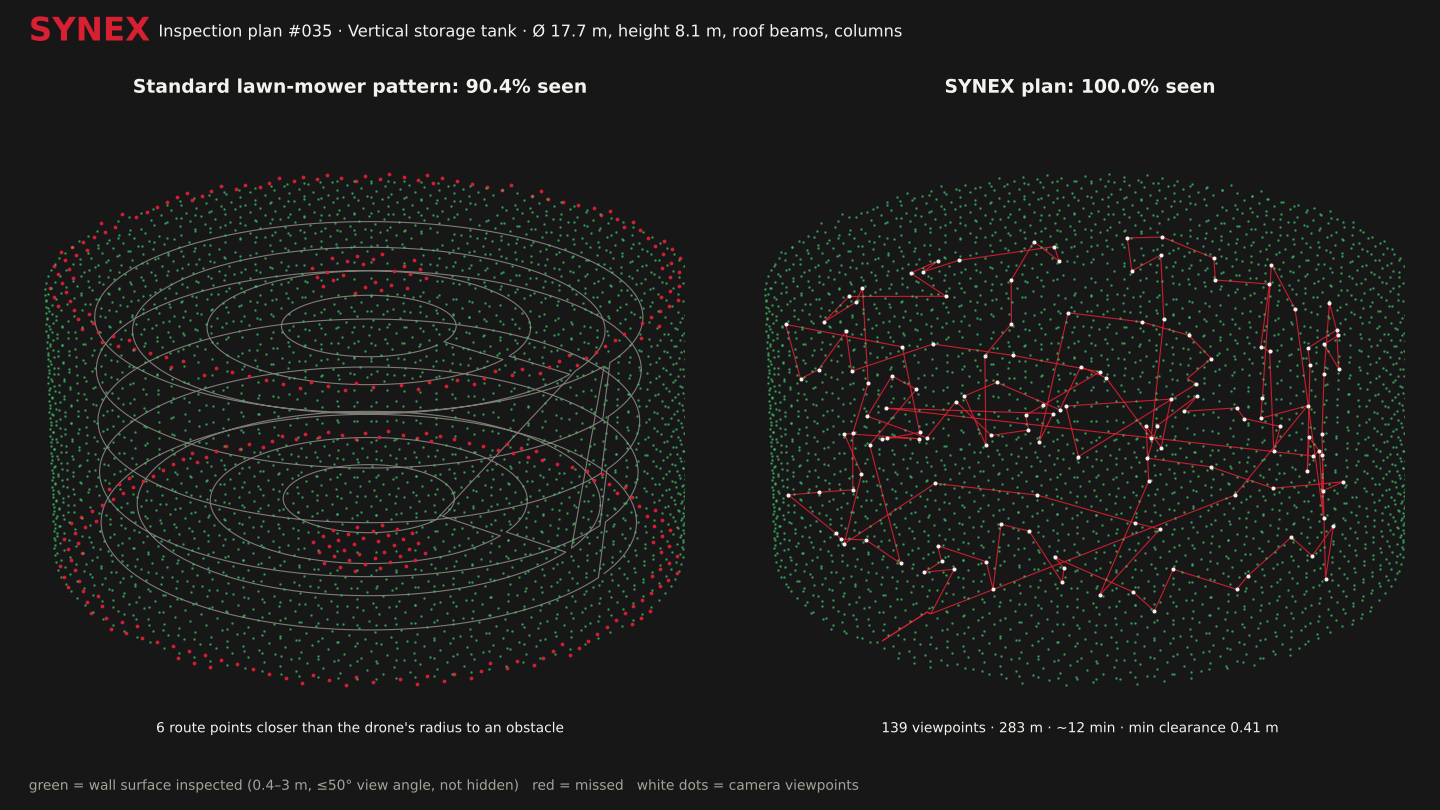 SYNEX Inspection plan #035 · Vertical storage tank · Ø 17.7 m, height 8.1 m, roof beams, columns
Standard lawn-mower pattern: 90.4% seen
SYNEX plan: 100.0% seen
6 route points closer than the drone's radius to an obstacle
139 viewpoints · 283 m · ~12 min · min clearance 0.41 m
green = wall surface inspected (0.4–3 m, ≤50° view angle, not hidden) red = missed white dots = camera viewpoints